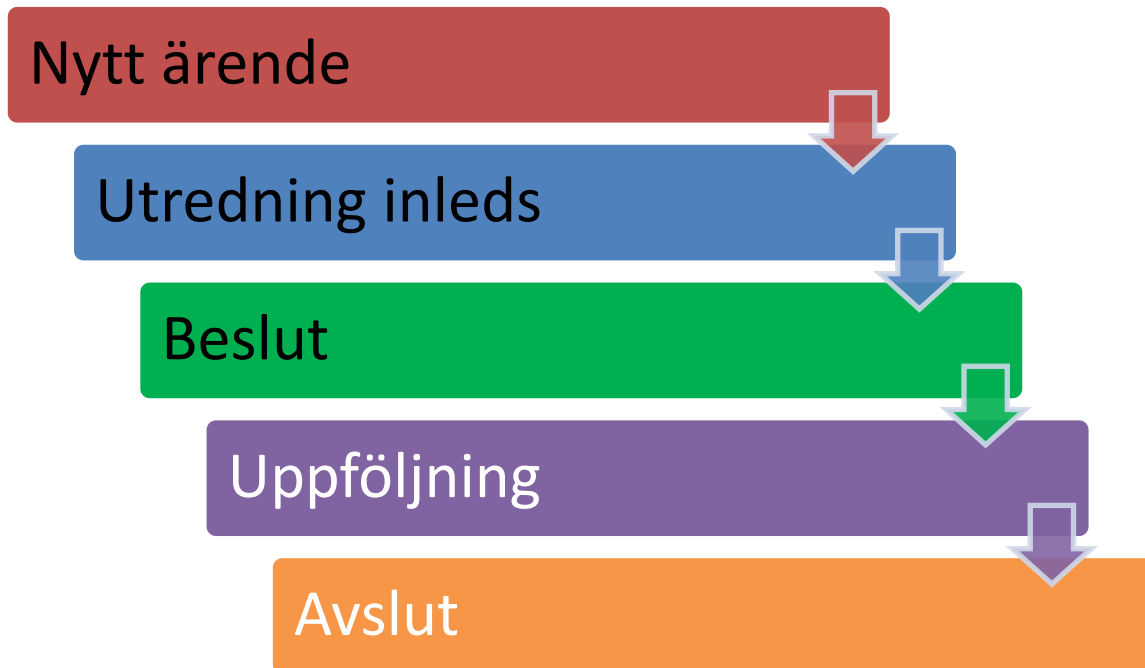 Nytt ärende
Utredning inleds
Beslut
Uppföljning
Avslut